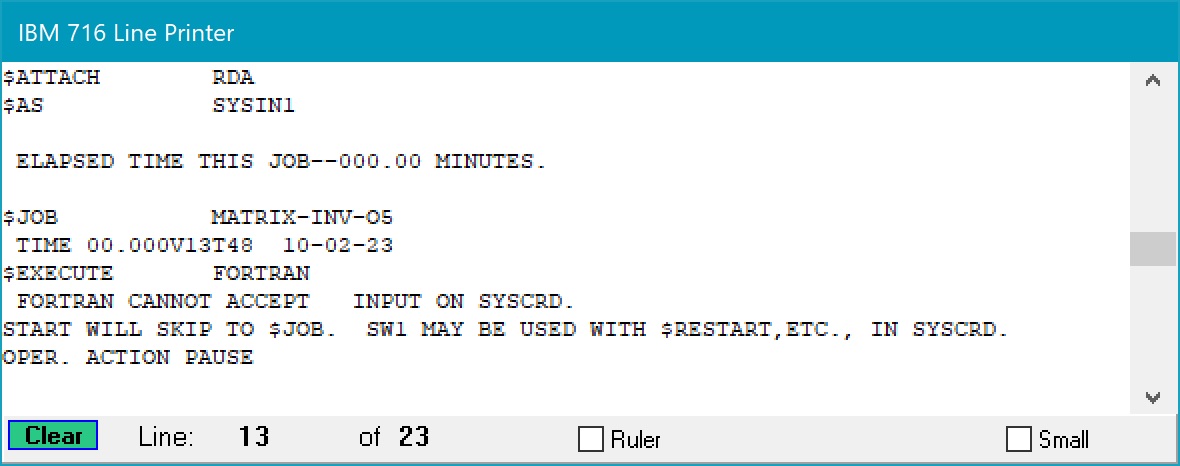 IBM 716 Line Printer
$ATTACH        RDA
$AS            SYSIN1
ELAPSED TIME THIS JOB--000.00 MINUTES.
$JOB           MATRIX-INV-05
TIME 00.000V13T48  10-02-23
$EXECUTE       FORTRAN
FORTRAN CANNOT ACCEPT   INPUT ON SYSCRD.
START WILL SKIP TO $JOB.  SW1 MAY BE USED WITH $RESTART,ETC., IN SYSCRD.
OPER. ACTION PAUSE
Clear Line: 13 of 23 Ruler Small